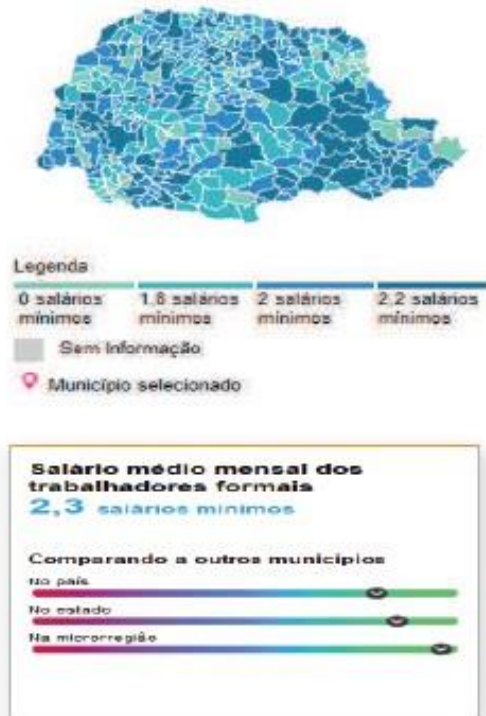 Legenda
0 salários mínimos
1,8 salários mínimos
2 salários mínimos
2,2 salários mínimos
Sem Informação
Município selecionado
Salário médio mensal dos
trabalhadores formais
2,3 salários mínimos
Comparando a outros municípios
No país
No estado
Na microrregião